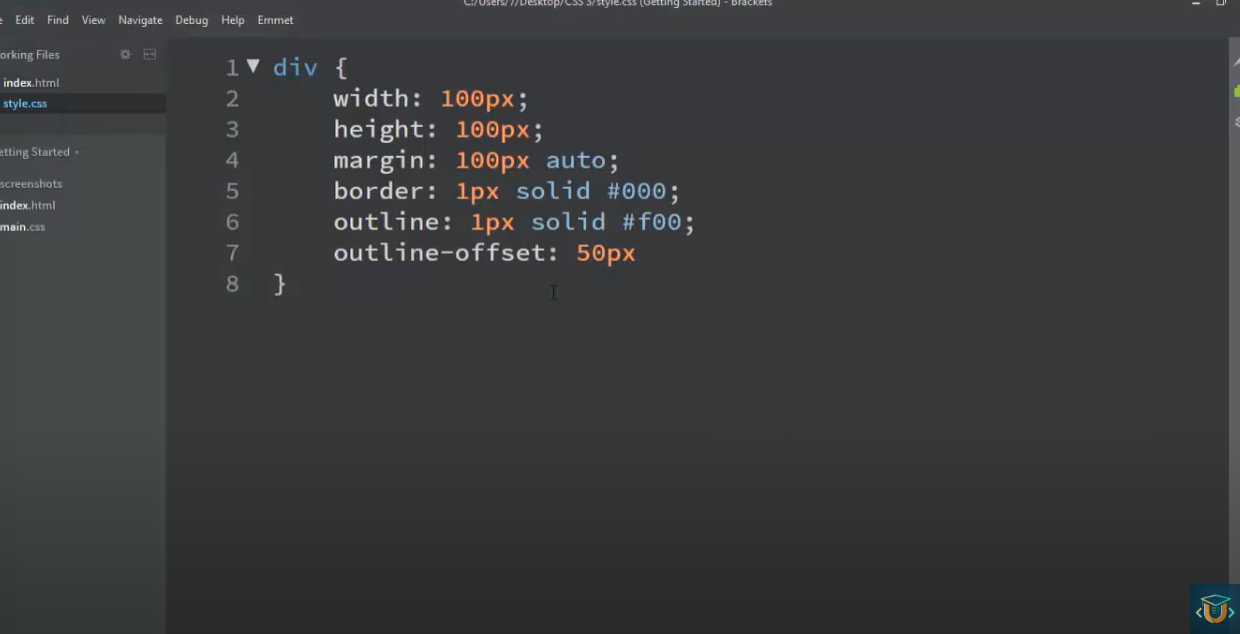 C:/Users/7/Desktop/CSS 3/style.css (Getting Started) - Brackets
Edit Find View Navigate Debug Help Emmet
orking Files
index.html
style.css
etting Started
screenshots
index.html
main.css
1 div {
2 width: 100px;
3 height: 100px;
4 margin: 100px auto;
5 border: 1px solid #000;
6 outline: 1px solid #f00;
7 outline-offset: 50px
8 }